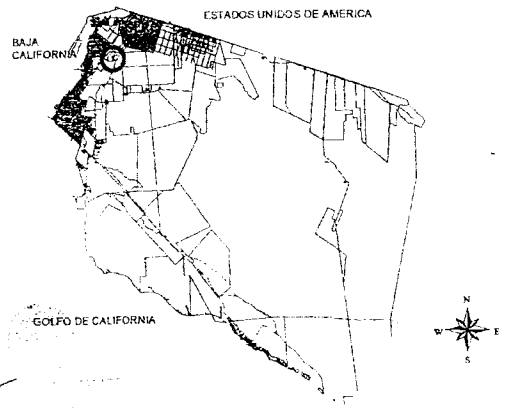 ESTADOS UNIDOS DE AMERICA
BAJA
CALIFORNIA
GOLFO DE CALIFORNIA
N
W E
S